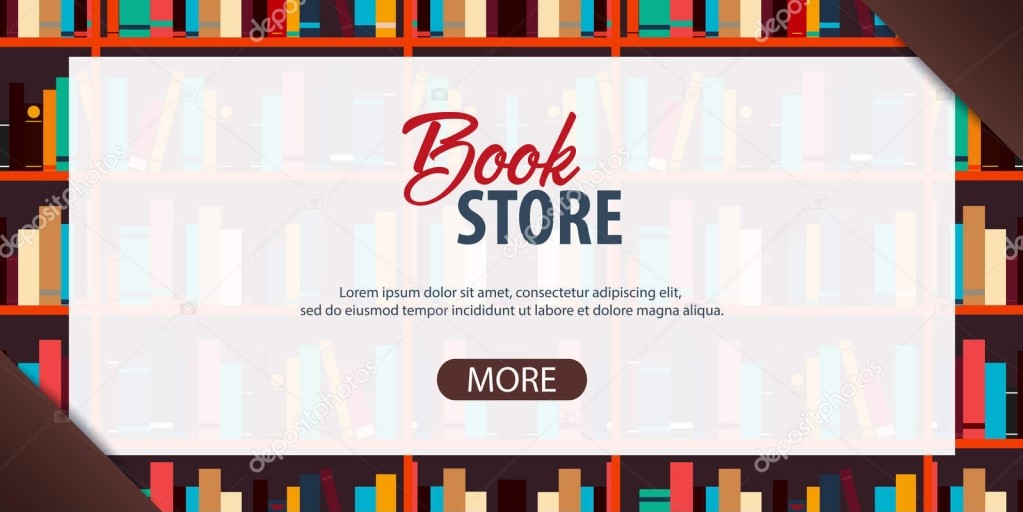 Book
STORE
Lorem ipsum dolor sit amet, consectetur adipiscing elit,
sed do eiusmod tempor incididunt ut labore et dolore magna aliqua.
MORE
depositphotos